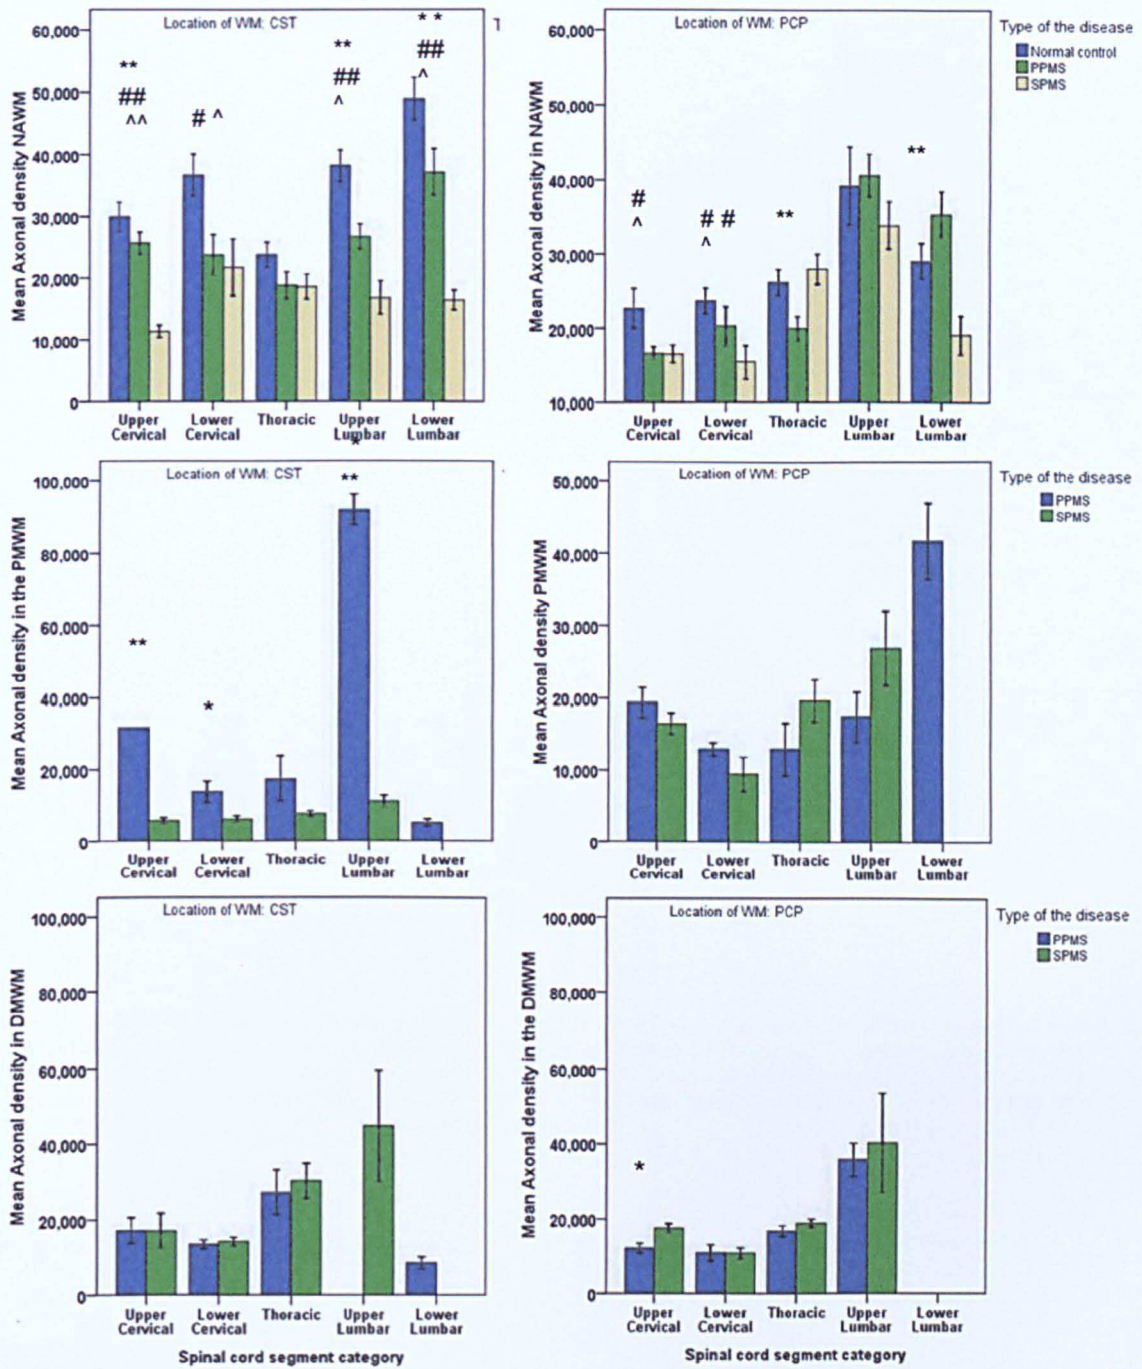 Location of WM: CST
T
**
##
^^
# ^
**
##
^
* *
##
^
60,000
50,000
40,000
30,000
20,000
10,000
0
Mean Axonal density NAWM
Upper Cervical
Lower Cervical
Thoracic
Upper Lumbar
Lower Lumbar
Location of WM: PCP
Type of the disease
Normal control
PPMS
SPMS
#
^
# #
^
**
**
60,000
50,000
40,000
30,000
20,000
10,000
Mean Axonal density in NAWM
Upper Cervical
Lower Cervical
Thoracic
Upper Lumbar
Lower Lumbar
*
Location of WM: CST
**
*
**
100,000
80,000
60,000
40,000
20,000
0
Mean Axonal density in the PMWM
Upper Cervical
Lower Cervical
Thoracic
Upper Lumbar
Lower Lumbar
Location of WM: PCP
Type of the disease
PPMS
SPMS
50,000
40,000
30,000
20,000
10,000
0
Mean Axonal density PMWM
Upper Cervical
Lower Cervical
Thoracic
Upper Lumbar
Lower Lumbar
Location of WM: CST
100,000
80,000
60,000
40,000
20,000
0
Mean Axonal density in DMWM
Upper Cervical
Lower Cervical
Thoracic
Upper Lumbar
Lower Lumbar
Spinal cord segment category
Location of WM: PCP
Type of the disease
PPMS
SPMS
*
100,000
80,000
60,000
40,000
20,000
0
Mean Axonal density in the DMWM
Upper Cervical
Lower Cervical
Thoracic
Upper Lumbar
Lower Lumbar
Spinal cord segment category